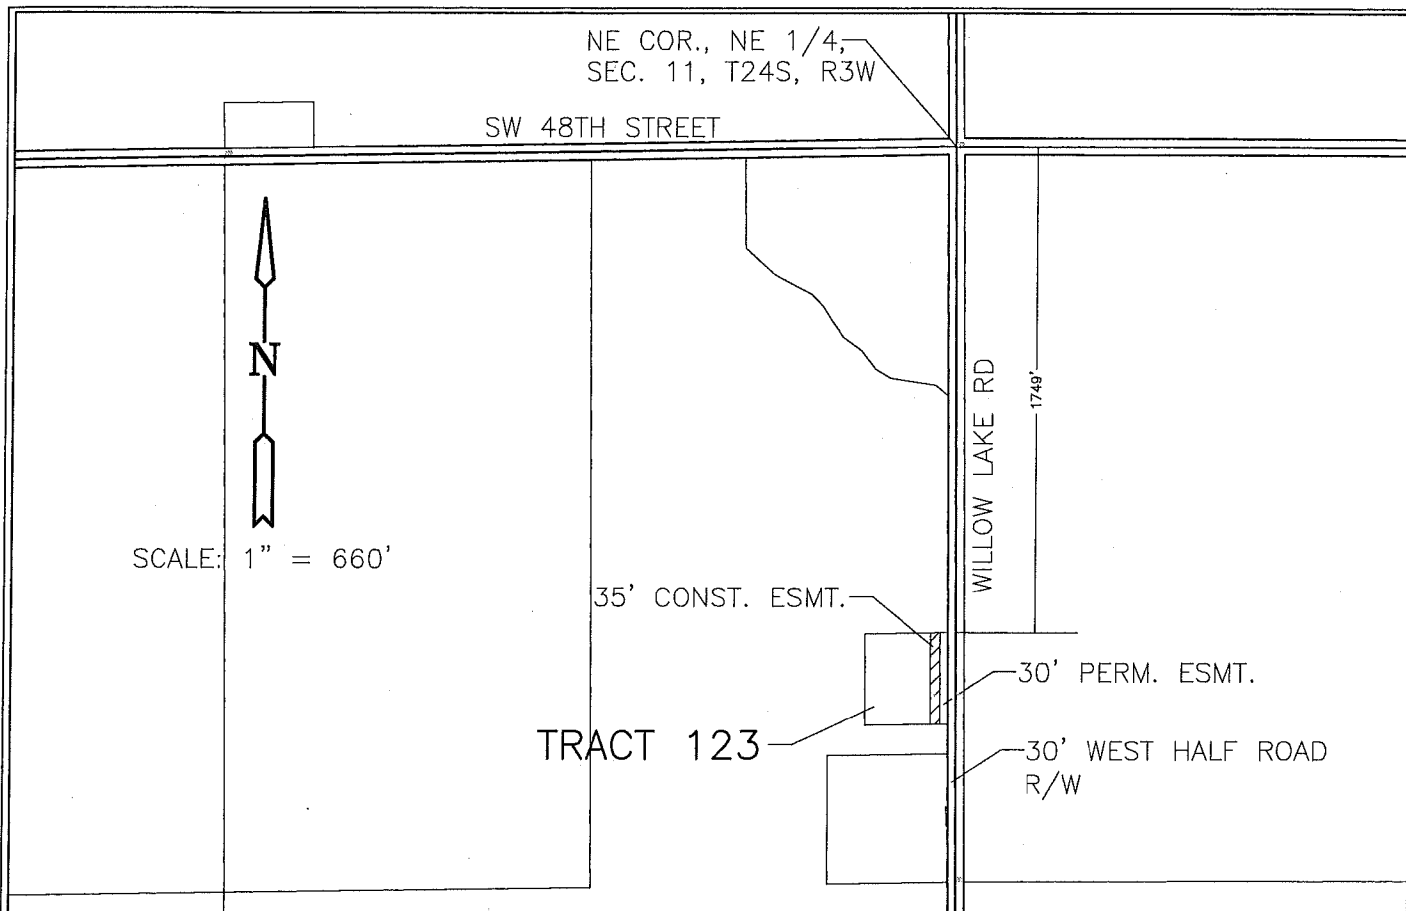 NE COR., NE 1/4,
SEC. 11, T24S, R3W
SW 48TH STREET
N
WILLOW LAKE RD
1749'
SCALE: 1" = 660'
35' CONST. ESMT.
30' PERM. ESMT.
TRACT 123
30' WEST HALF ROAD
R/W